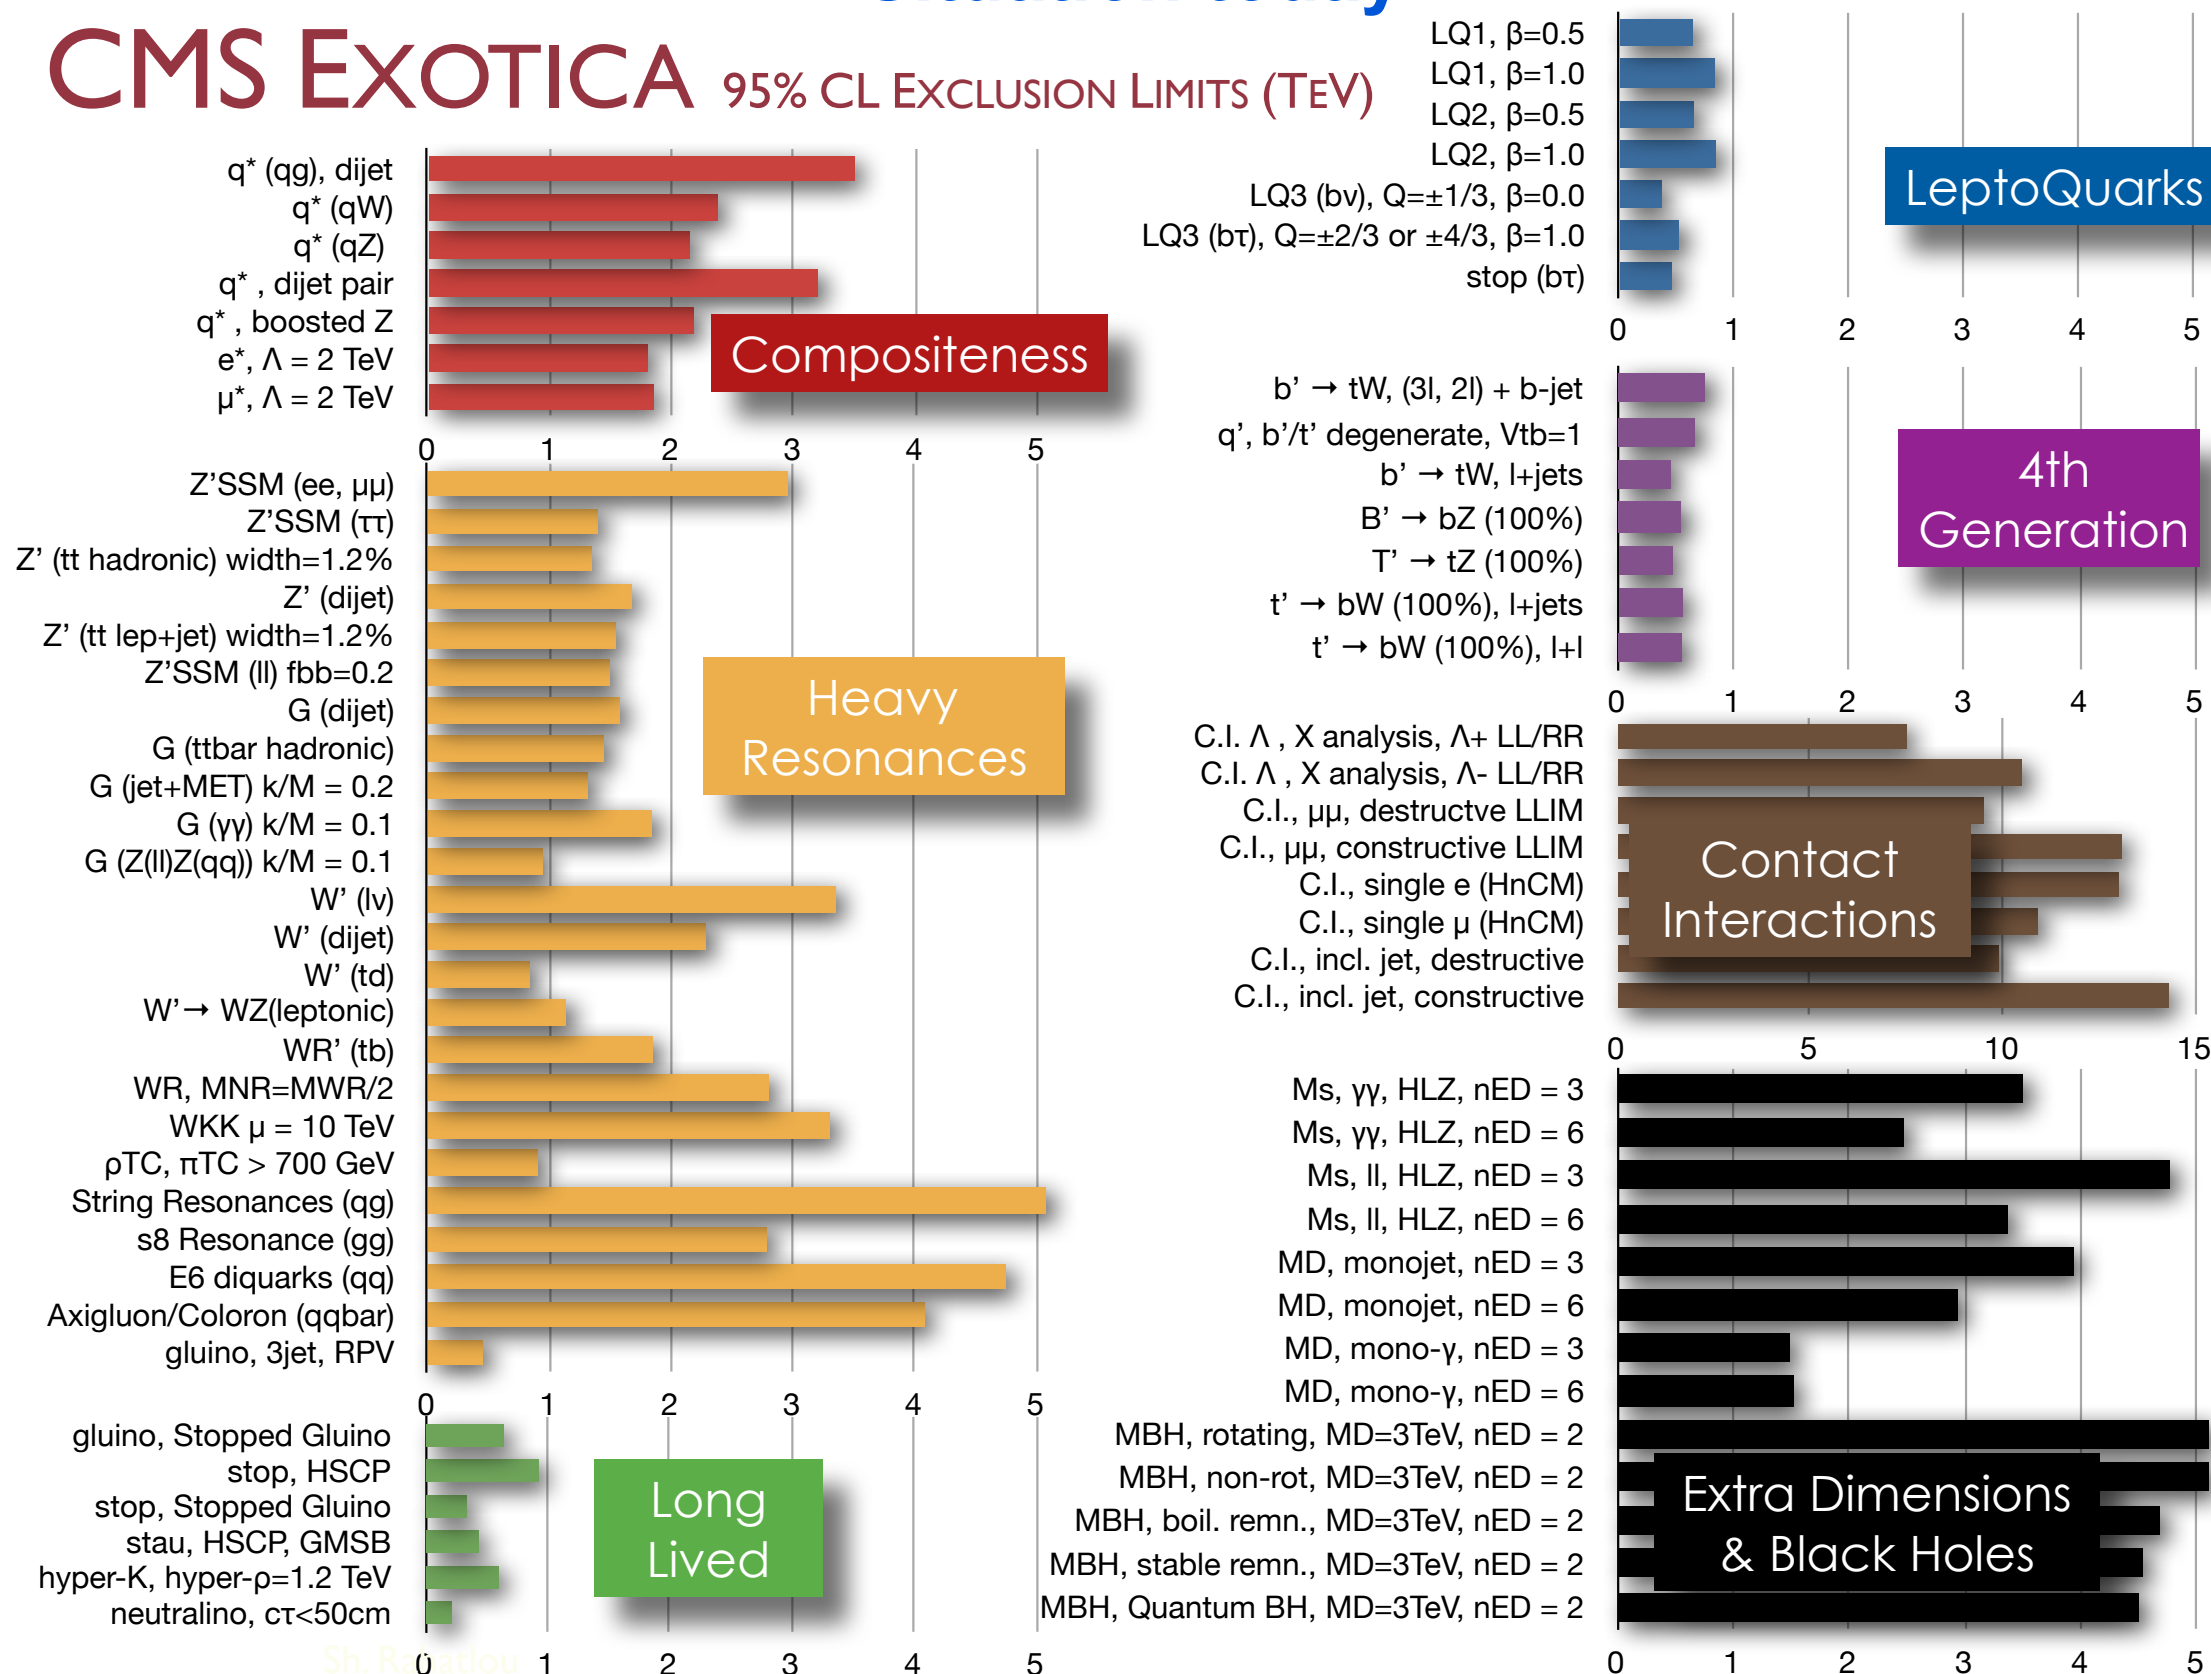 CMS EXOTICA 95% CL EXCLUSION LIMITS (TEV)
q* (qg), dijet
q* (qW)
q* (qZ)
q* , dijet pair
q* , boosted Z
e*, Λ = 2 TeV
μ*, Λ = 2 TeV
Compositeness
0 1 2 3 4 5
Z’SSM (ee, μμ)
Z’SSM (ττ)
Z’ (tt hadronic) width=1.2%
Z’ (dijet)
Z’ (tt lep+jet) width=1.2%
Z’SSM (ll) fbb=0.2
G (dijet)
G (ttbar hadronic)
G (jet+MET) k/M = 0.2
G (γγ) k/M = 0.1
G (Z(ll)Z(qq)) k/M = 0.1
W’ (lν)
W’ (dijet)
W’ (td)
W’→ WZ(leptonic)
WR’ (tb)
WR, MNR=MWR/2
WKK μ = 10 TeV
ρTC, πTC > 700 GeV
String Resonances (qg)
s8 Resonance (gg)
E6 diquarks (qq)
Axigluon/Coloron (qqbar)
gluino, 3jet, RPV
Heavy
Resonances
0 1 2 3 4 5
gluino, Stopped Gluino
stop, HSCP
stop, Stopped Gluino
stau, HSCP, GMSB
hyper-K, hyper-ρ=1.2 TeV
neutralino, cτ<50cm
Long
Lived
0 1 2 3 4 5
LQ1, β=0.5
LQ1, β=1.0
LQ2, β=0.5
LQ2, β=1.0
LQ3 (bν), Q=±1/3, β=0.0
LQ3 (bτ), Q=±2/3 or ±4/3, β=1.0
stop (bτ)
LeptoQuarks
0 1 2 3 4 5
b’ → tW, (3l, 2l) + b-jet
q’, b’/t’ degenerate, Vtb=1
b’ → tW, l+jets
B’ → bZ (100%)
T’ → tZ (100%)
t’ → bW (100%), l+jets
t’ → bW (100%), l+l
4th
Generation
0 1 2 3 4 5
C.I. Λ , X analysis, Λ+ LL/RR
C.I. Λ , X analysis, Λ- LL/RR
C.I., μμ, destructve LLIM
C.I., μμ, constructive LLIM
C.I., single e (HnCM)
C.I., single μ (HnCM)
C.I., incl. jet, destructive
C.I., incl. jet, constructive
Contact
Interactions
0 5 10 15
Ms, γγ, HLZ, nED = 3
Ms, γγ, HLZ, nED = 6
Ms, ll, HLZ, nED = 3
Ms, ll, HLZ, nED = 6
MD, monojet, nED = 3
MD, monojet, nED = 6
MD, mono-γ, nED = 3
MD, mono-γ, nED = 6
MBH, rotating, MD=3TeV, nED = 2
MBH, non-rot, MD=3TeV, nED = 2
MBH, boil. remn., MD=3TeV, nED = 2
MBH, stable remn., MD=3TeV, nED = 2
MBH, Quantum BH, MD=3TeV, nED = 2
Extra Dimensions
& Black Holes
0 1 2 3 4 5